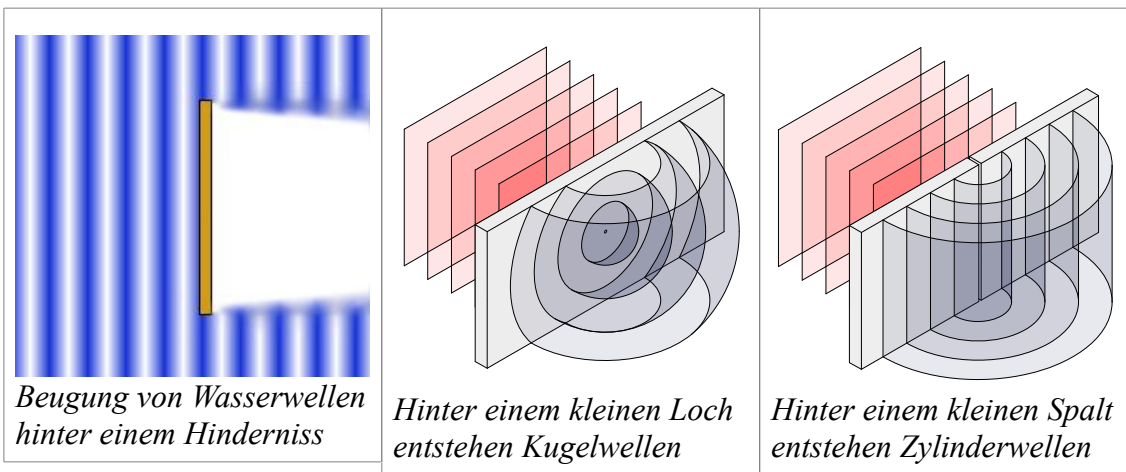 Beugung von Wasserwellen
hinter einem Hinderniss
Hinter einem kleinen Loch
entstehen Kugelwellen
Hinter einem kleinen Spalt
entstehen Zylinderwellen